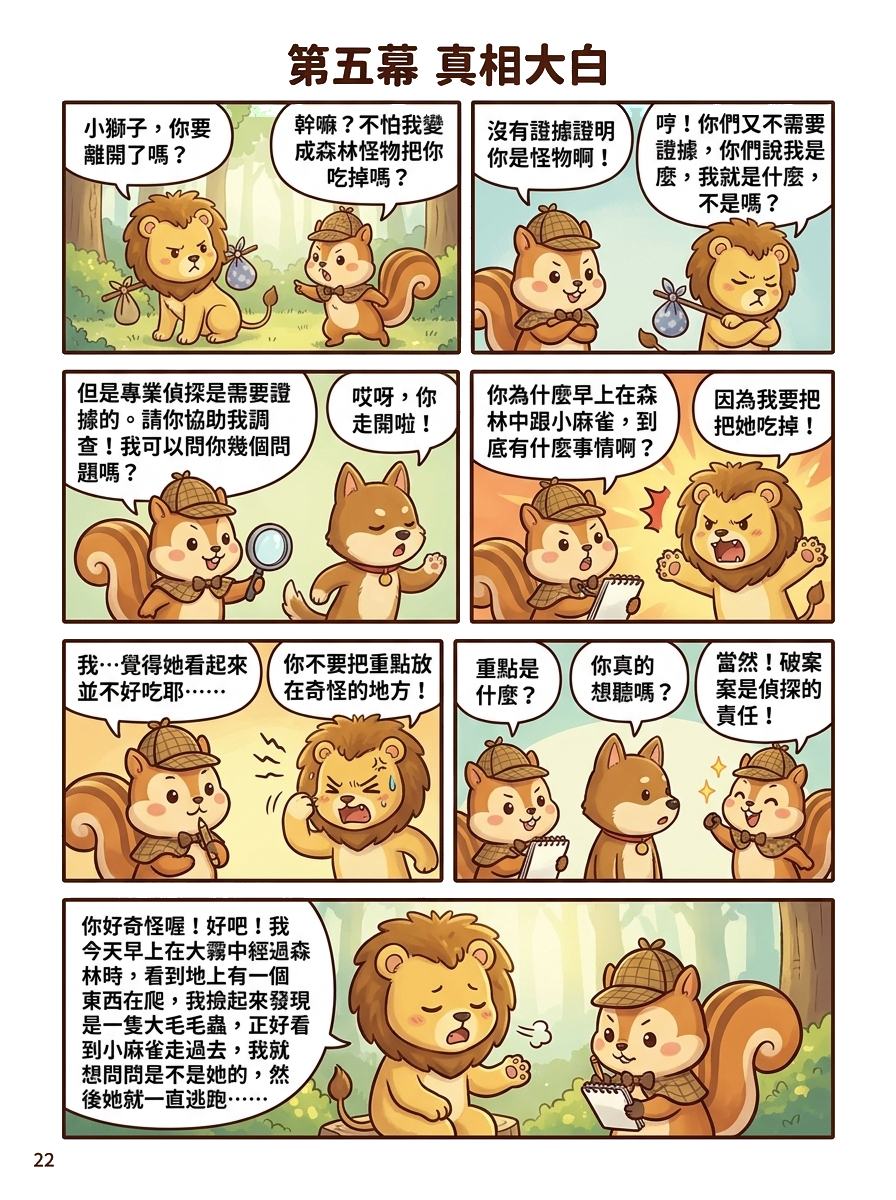 第五幕 真相大白
小獅子，你要
離開了嗎？
幹嘛？不怕我變
成森林怪物把你
吃掉嗎？
沒有證據證明
你是怪物啊！
哼！你們又不需要
證據，你們說我是
麼，我就是什麼，
不是嗎？
但是專業偵探是需要證
據的。請你協助我調
查！我可以問你幾個問
題嗎？
哎呀，你
走開啦！
你為什麼早上在森
林中跟小麻雀，到
底有什麼事情啊？
因為我要把
把她吃掉！
我…覺得她看起來
並不好吃耶……
你不要把重點放
在奇怪的地方！
重點是
什麼？
你真的
想聽嗎？
當然！破案
案是偵探的
責任！
你好奇怪喔！好吧！我
今天早上在大霧中經過森
林時，看到地上有一個
東西在爬，我撿起來發現
是一隻大毛毛蟲，正好看
到小麻雀走過去，我就
想問問是不是她的，然
後她就一直逃跑……
22